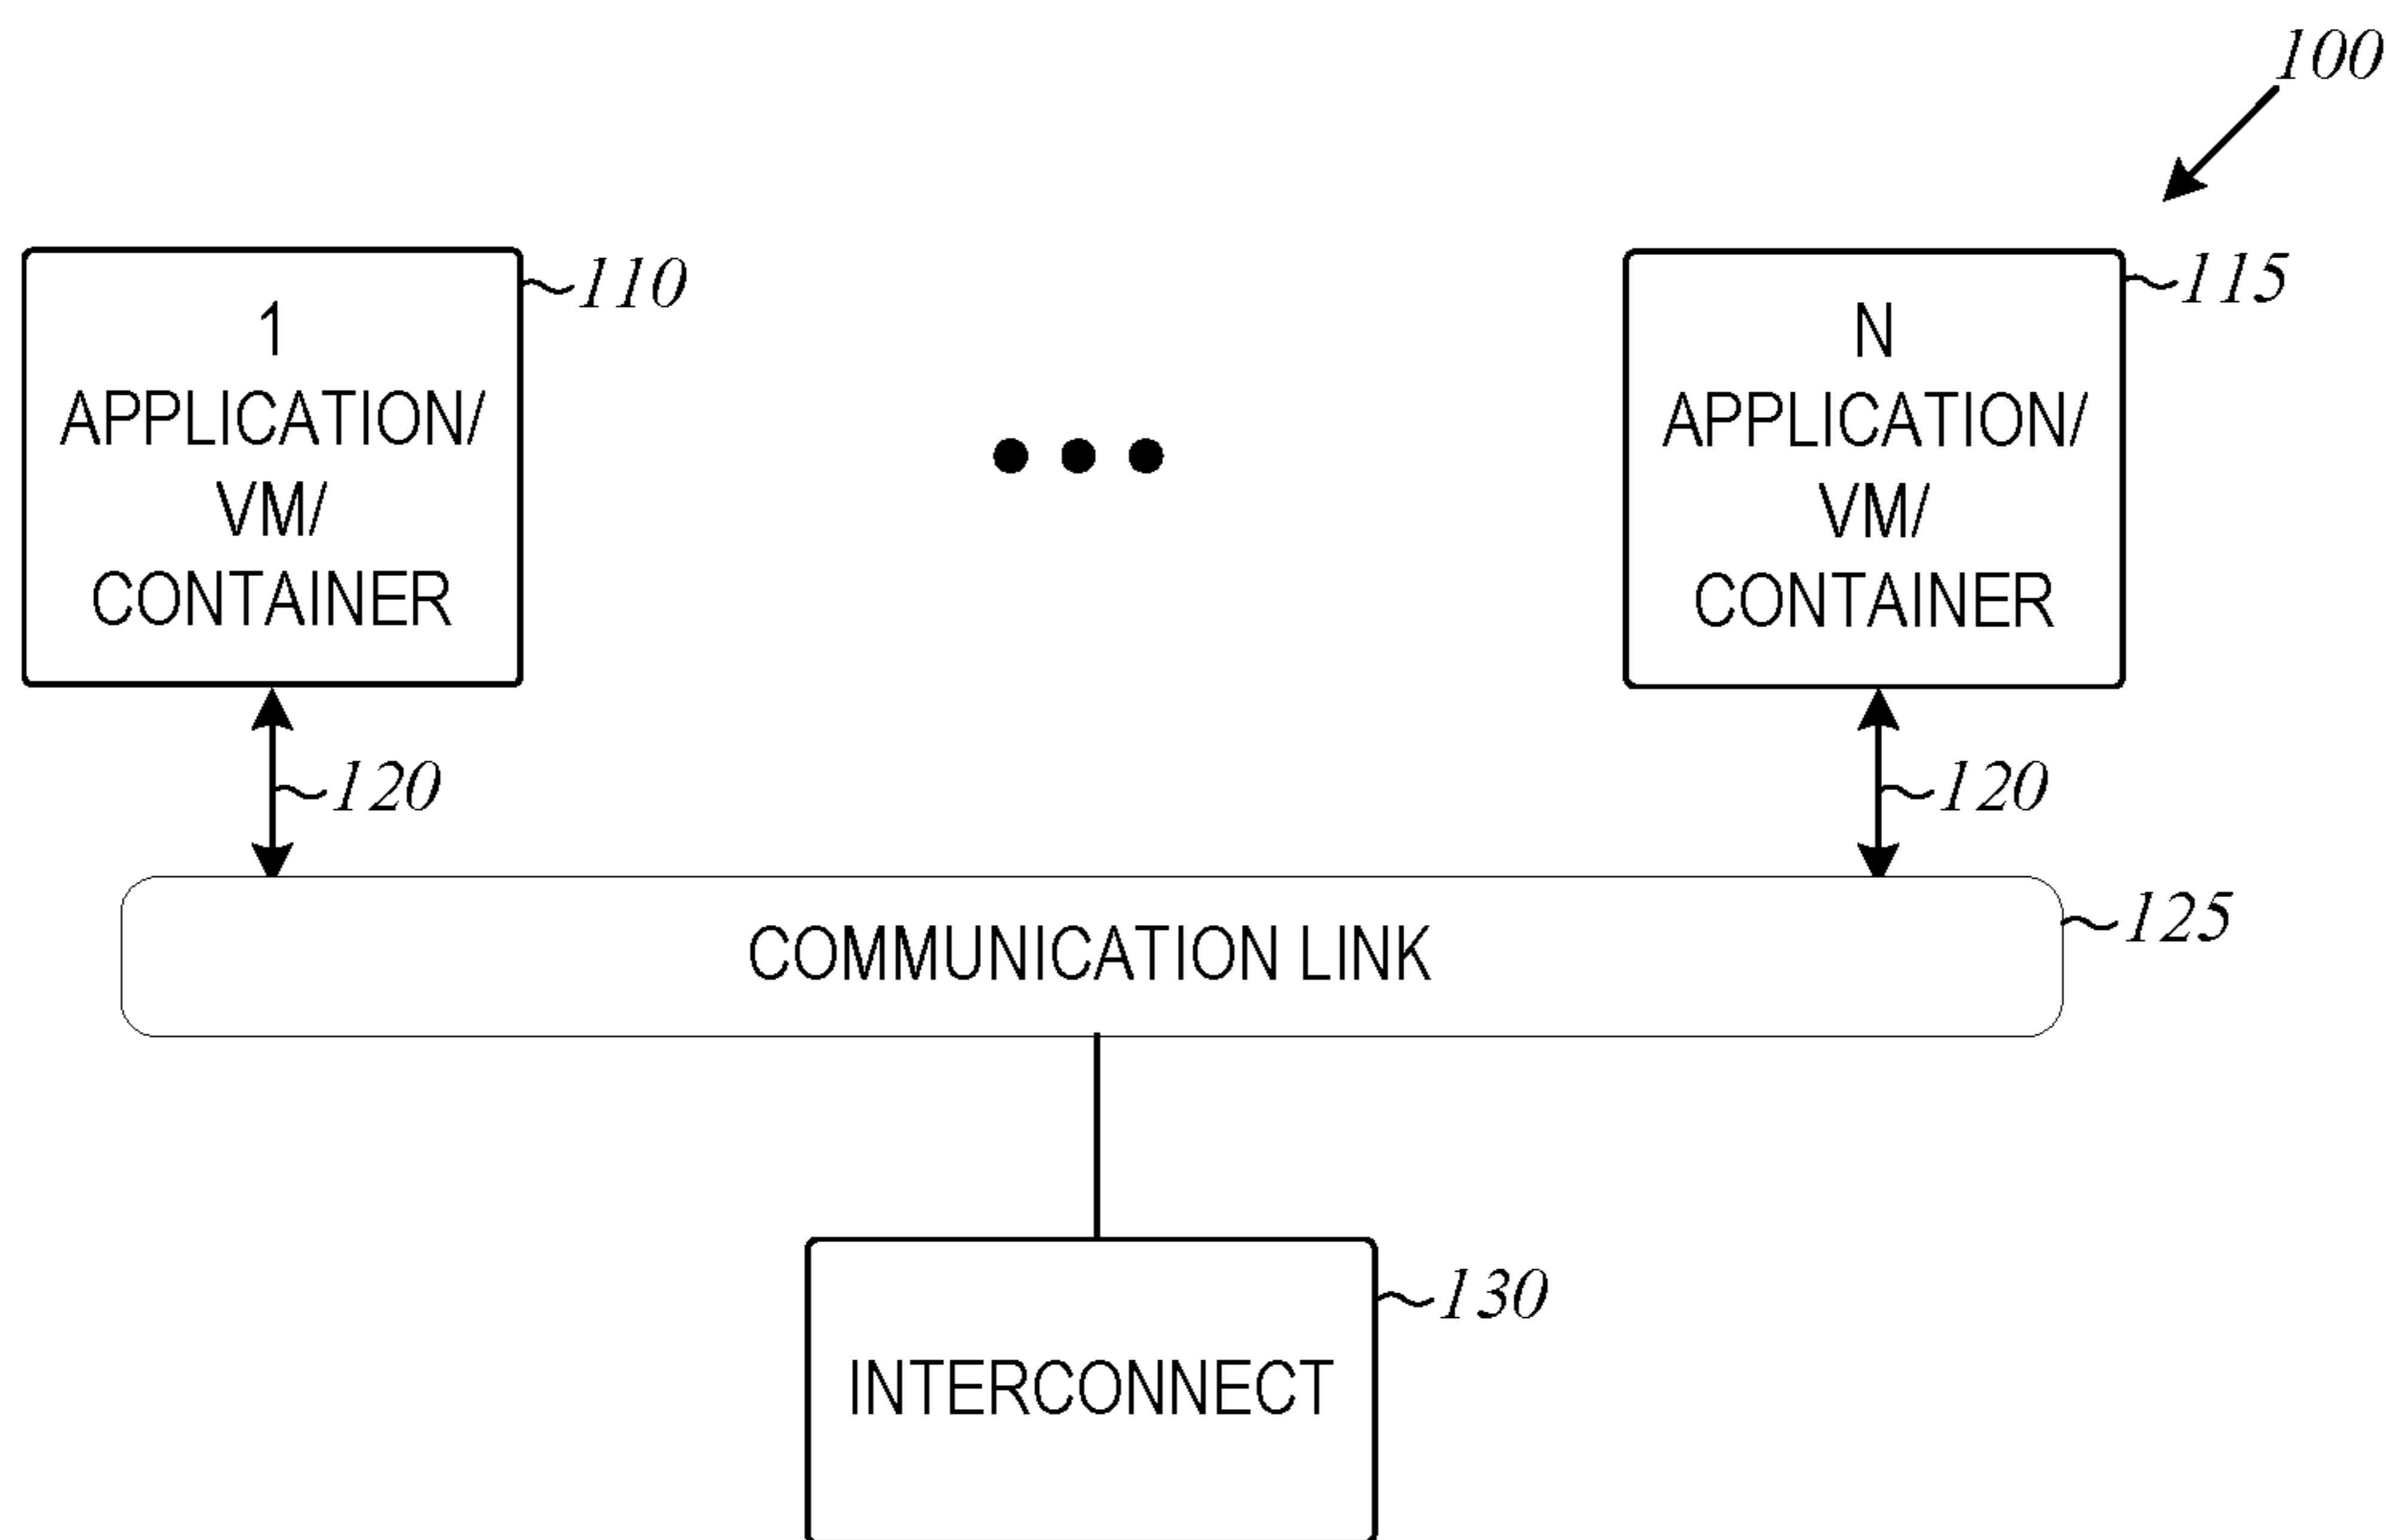 100
110
1
APPLICATION/
VM/
CONTAINER
115
N
APPLICATION/
VM/
CONTAINER
120
120
125
COMMUNICATION LINK
130
INTERCONNECT